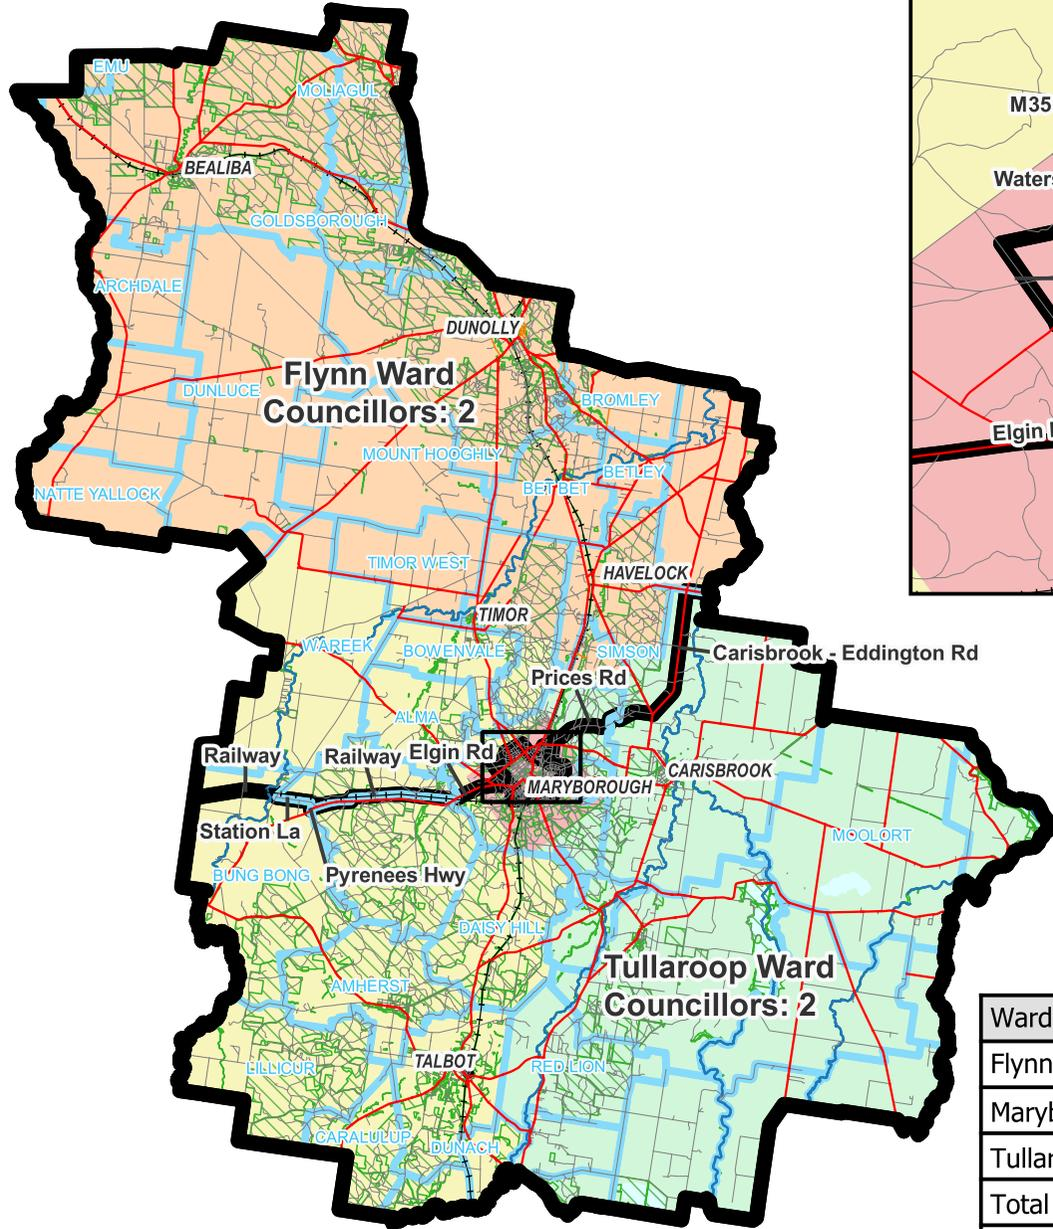 EMU
MOLIAGUL
M35
BEALIBA
GOLDSBOROUGH
ARCHDALE
DUNOLLY
Flynn Ward
Councillors: 2
DUNLUCE
BROMLEY
Elgin
MOUNT HOOGHLY
BETLEY
BET BET
NATTE YALLOCK
TIMOR WEST
HAVELOCK
TIMOR
WAREEK
BOWENVALE
SIMSON
Carisbrook - Eddington Rd
Prices Rd
ALMA
Railway
Railway
Elgin Rd
CARISBROOK
MARYBOROUGH
Station La
MOOLORT
BUNG BONG
Pyrenees Hwy
DAISY HILL
Tullaroop Ward
Councillors: 2
AMHERST
Ward
TALBOT
Flynn
LILLICUR
RED LION
CARALULUP
DUNACH
Total